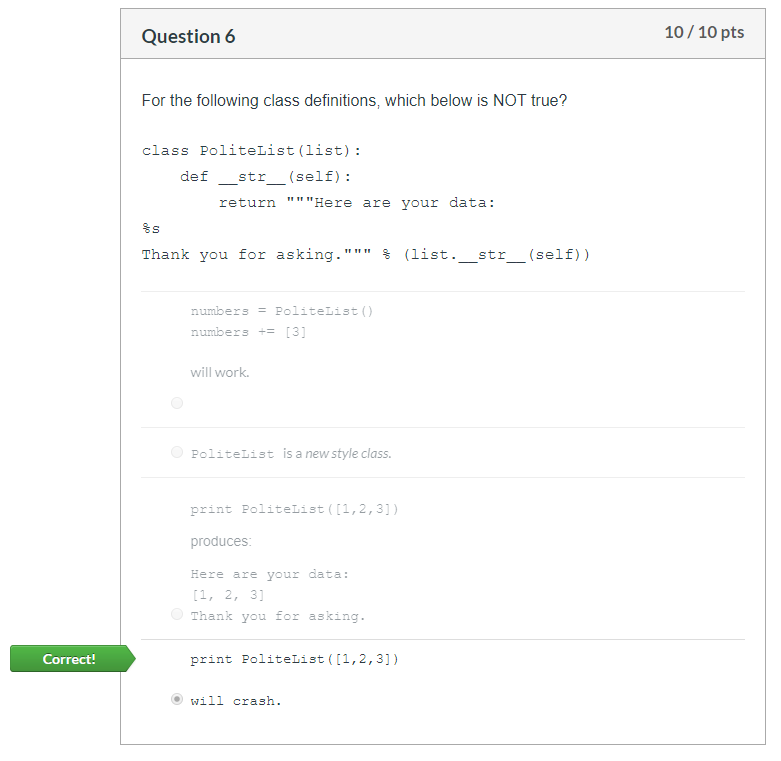 Question 6
10 / 10 pts
For the following class definitions, which below is NOT true?
class PoliteList(list):
    def __str__(self):
        return """Here are your data:
%s
Thank you for asking.""" % (list.__str__(self))
numbers = PoliteList()
numbers += [3]
will work.
PoliteList is a new style class.
print PoliteList([1,2,3])
produces:
Here are your data:
[1, 2, 3]
Thank you for asking.
Correct!
print PoliteList([1,2,3])
will crash.